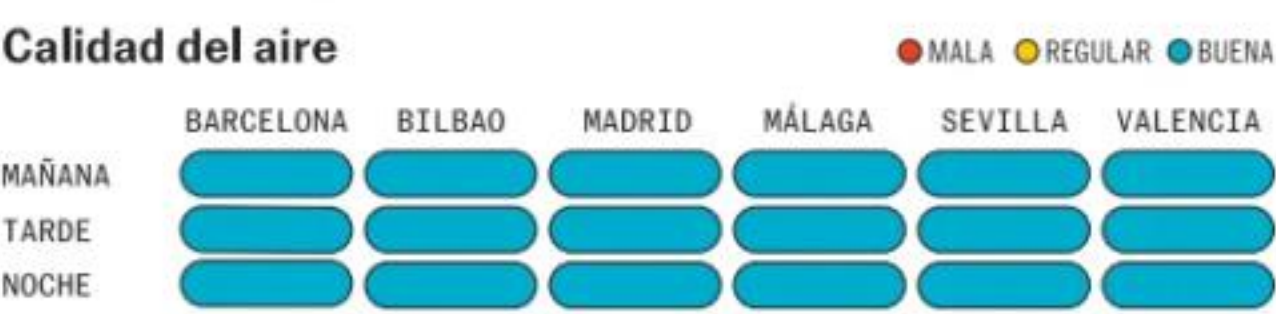 Calidad del aire
MALA REGULAR BUENA
BARCELONA BILBAO MADRID MÁLAGA SEVILLA VALENCIA
MAÑANA
TARDE
NOCHE